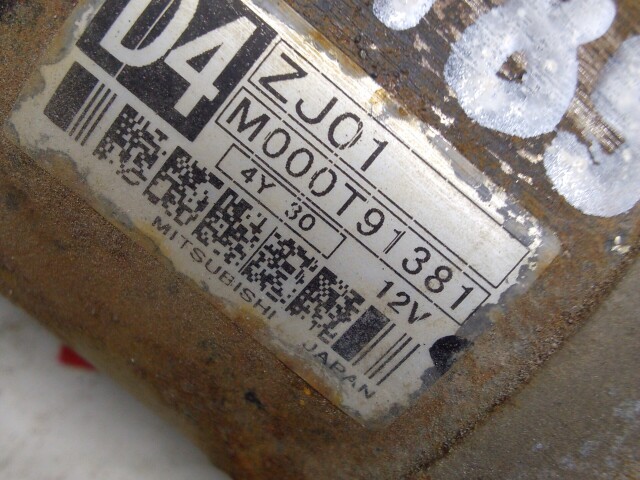 D4
ZJ01
M000T91381
4Y 30
12V
MITSUBISHI
JAPAN